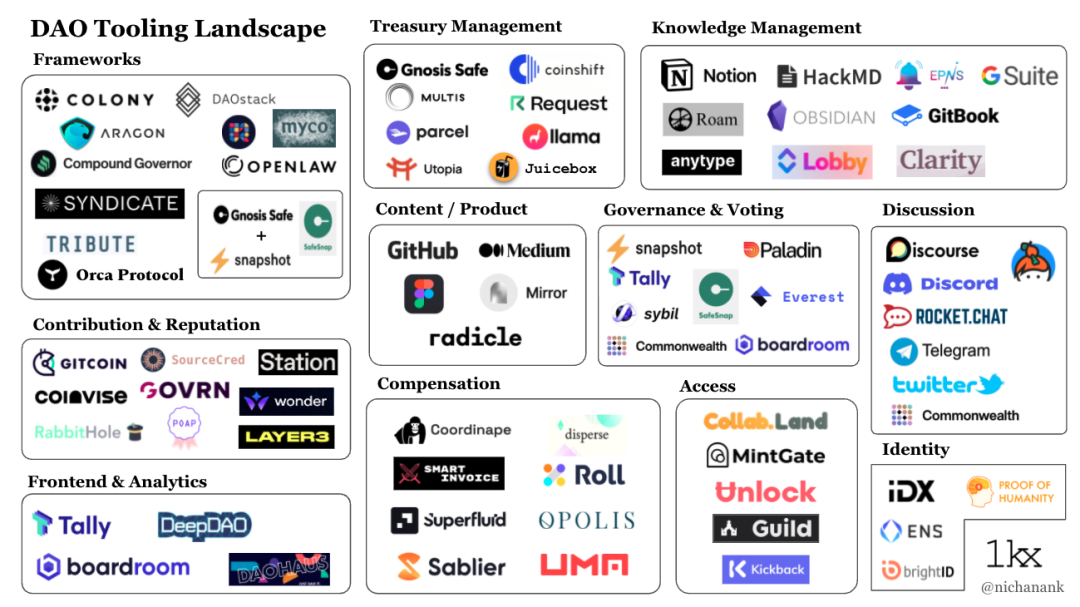 DAO Tooling Landscape
Frameworks
COLONY
DAOstack
ARAGON
myco
Compound Governor
OPENLAW
SYNDICATE
TRIBUTE
Orca Protocol
Gnosis Safe
+
snapshot
SafeSnap
Treasury Management
Gnosis Safe
coinshift
MULTIS
Request
parcel
llama
Utopia
Juicebox
Knowledge Management
Notion
HackMD
EPNS
G Suite
Roam
OBSIDIAN
GitBook
anytype
Lobby
Clarity
Content / Product
GitHub
Medium
Mirror
radicle
Governance & Voting
snapshot
Paladin
Tally
SafeSnap
sybil
Everest
Commonwealth
boardroom
Discussion
Discourse
Discord
ROCKET.CHAT
Telegram
twitter
Commonwealth
Contribution & Reputation
GITCOIN
SourceCred
Station
COINVISE
GOVRN
wonder
RabbitHole
POAP
LAYER3
Compensation
Coordinape
disperse
SMART
INVOICE
Roll
Superfluid
OPOLIS
Sablier
UMA
Access
Collab.Land
MintGate
Unlock
Guild
Kickback
Identity
iDX
PROOF OF
HUMANITY
ENS
brightID
Frontend & Analytics
Tally
DeepDAO
boardroom
DAOHAUS
1kx
@nichanank